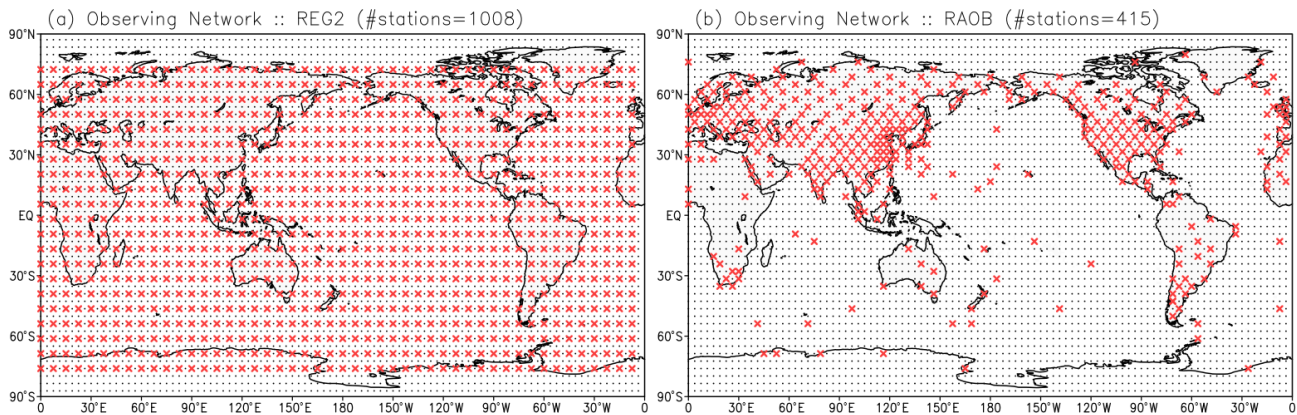 (a) Observing Network :: REG2 (#stations=1008)
90°N
60°N
30°N
EQ
30°S
60°S
90°S
0 30°E 60°E 90°E 120°E 150°E 180 150°W 120°W 90°W 60°W 30°W 0
(b) Observing Network :: RAOB (#stations=415)
90°N
60°N
30°N
EQ
30°S
60°S
90°S
0 30°E 60°E 90°E 120°E 150°E 180 150°W 120°W 90°W 60°W 30°W 0